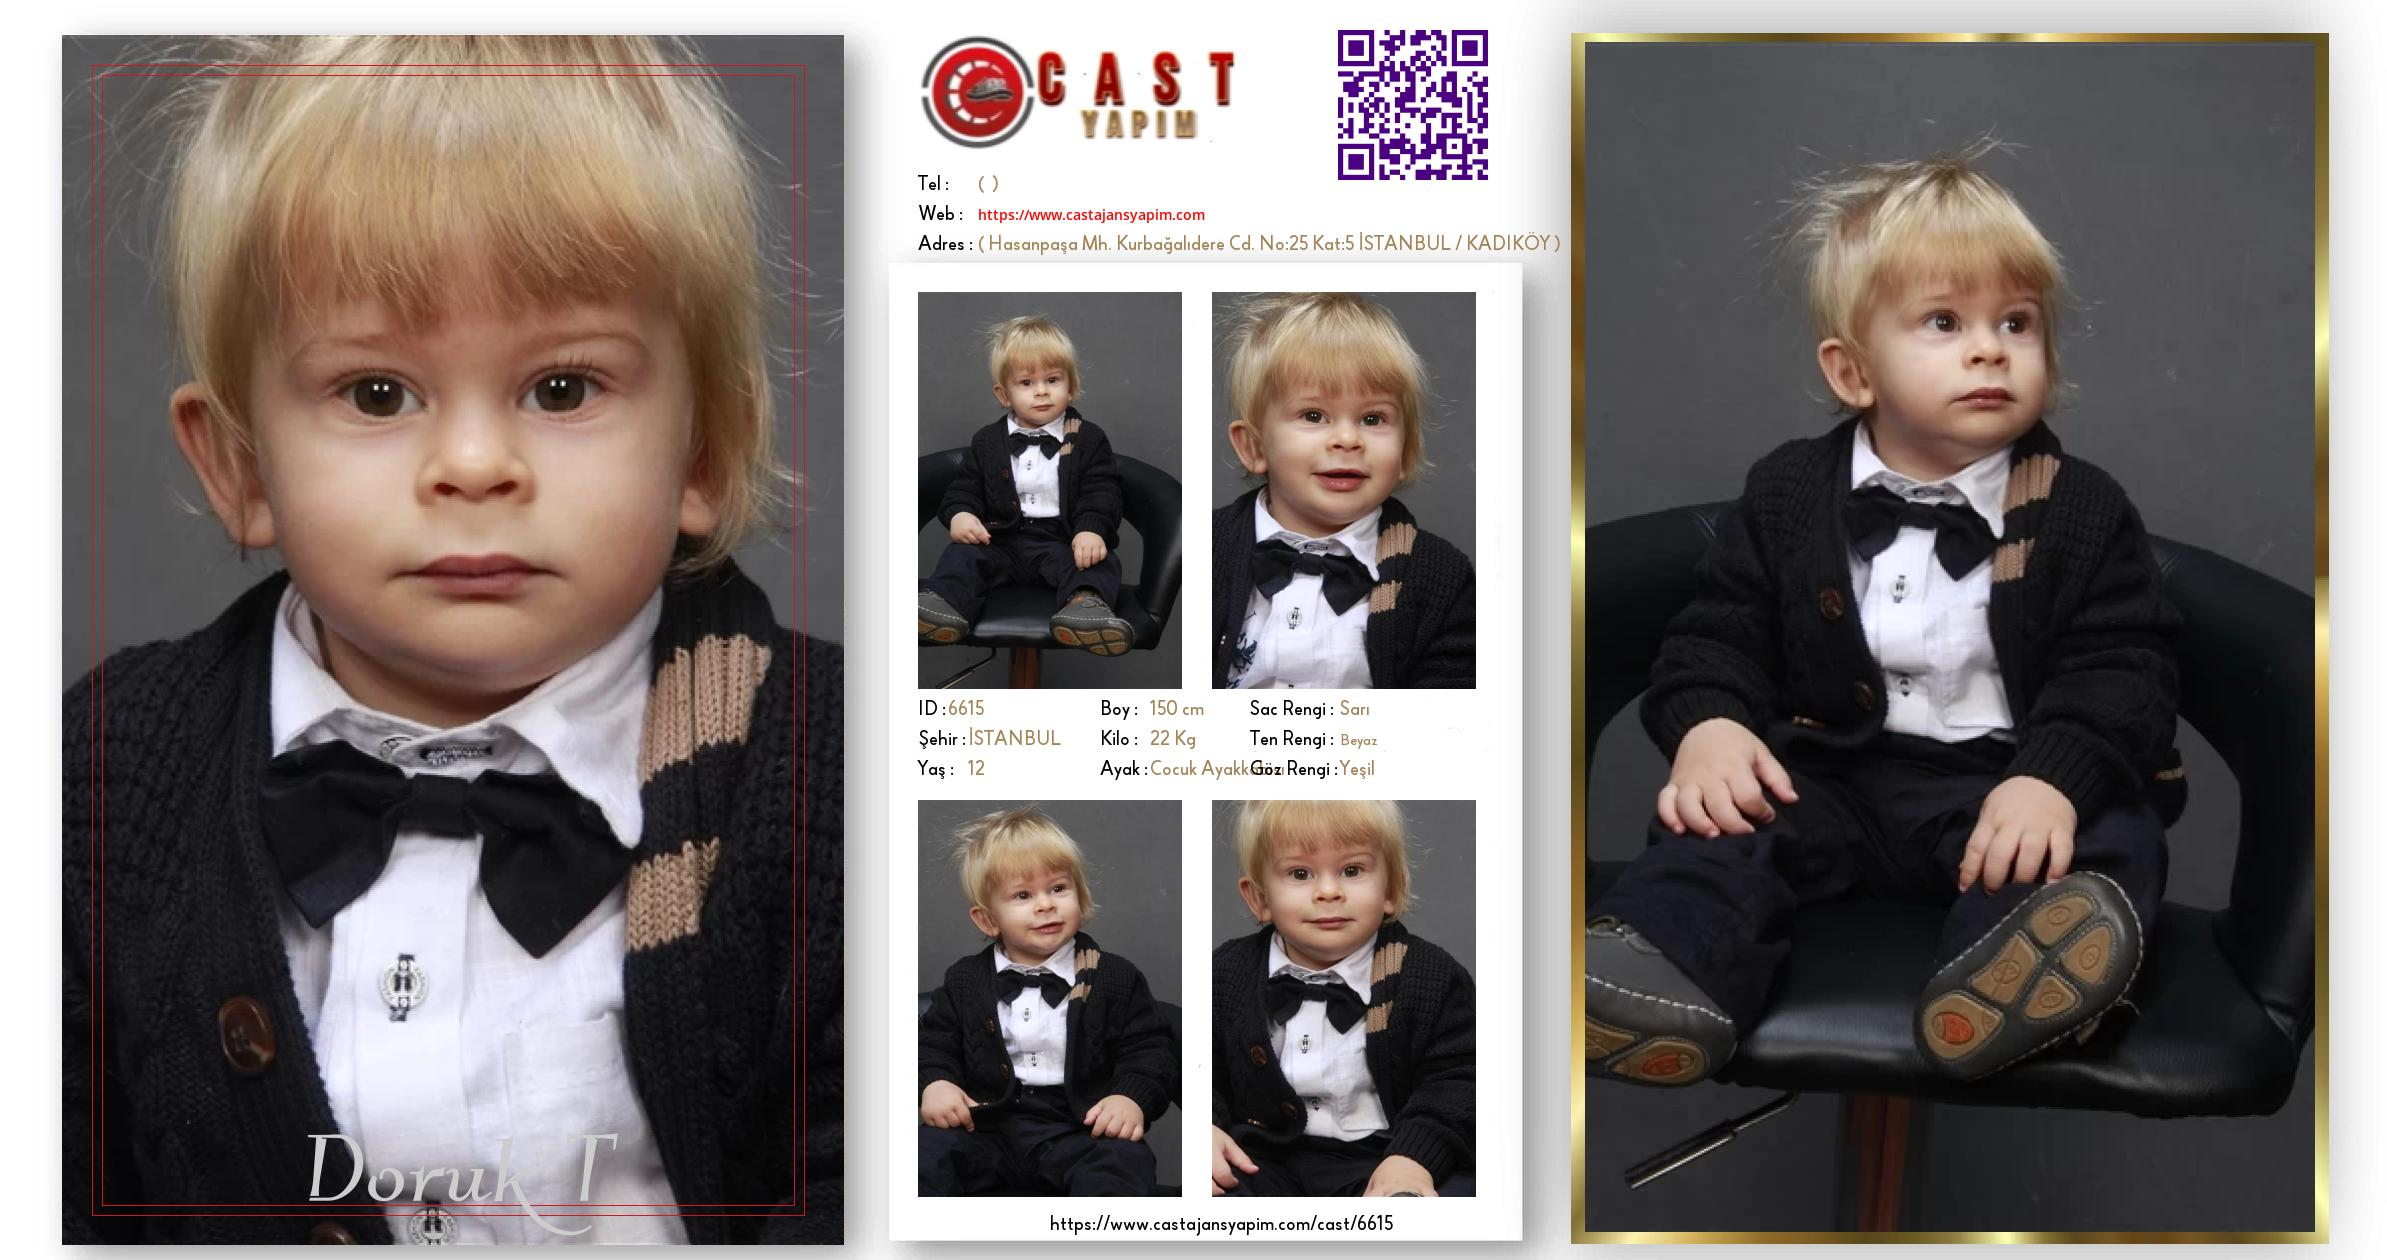 CAST
YAPIM
Tel : ( )
Web : https://www.castajansyapim.com
Adres : ( Hasanpaşa Mh. Kurbağalıdere Cd. No:25 Kat:5 İSTANBUL / KADIKÖY )
ID : 6615 Boy : 150 cm Sac Rengi : Sarı
Şehir : İSTANBUL Kilo : 22 Kg Ten Rengi : Beyaz
Yaş : 12 Ayak : Cocuk Göz Rengi : Yeşil
Doruk T
https://www.castajansyapim.com/cast/6615